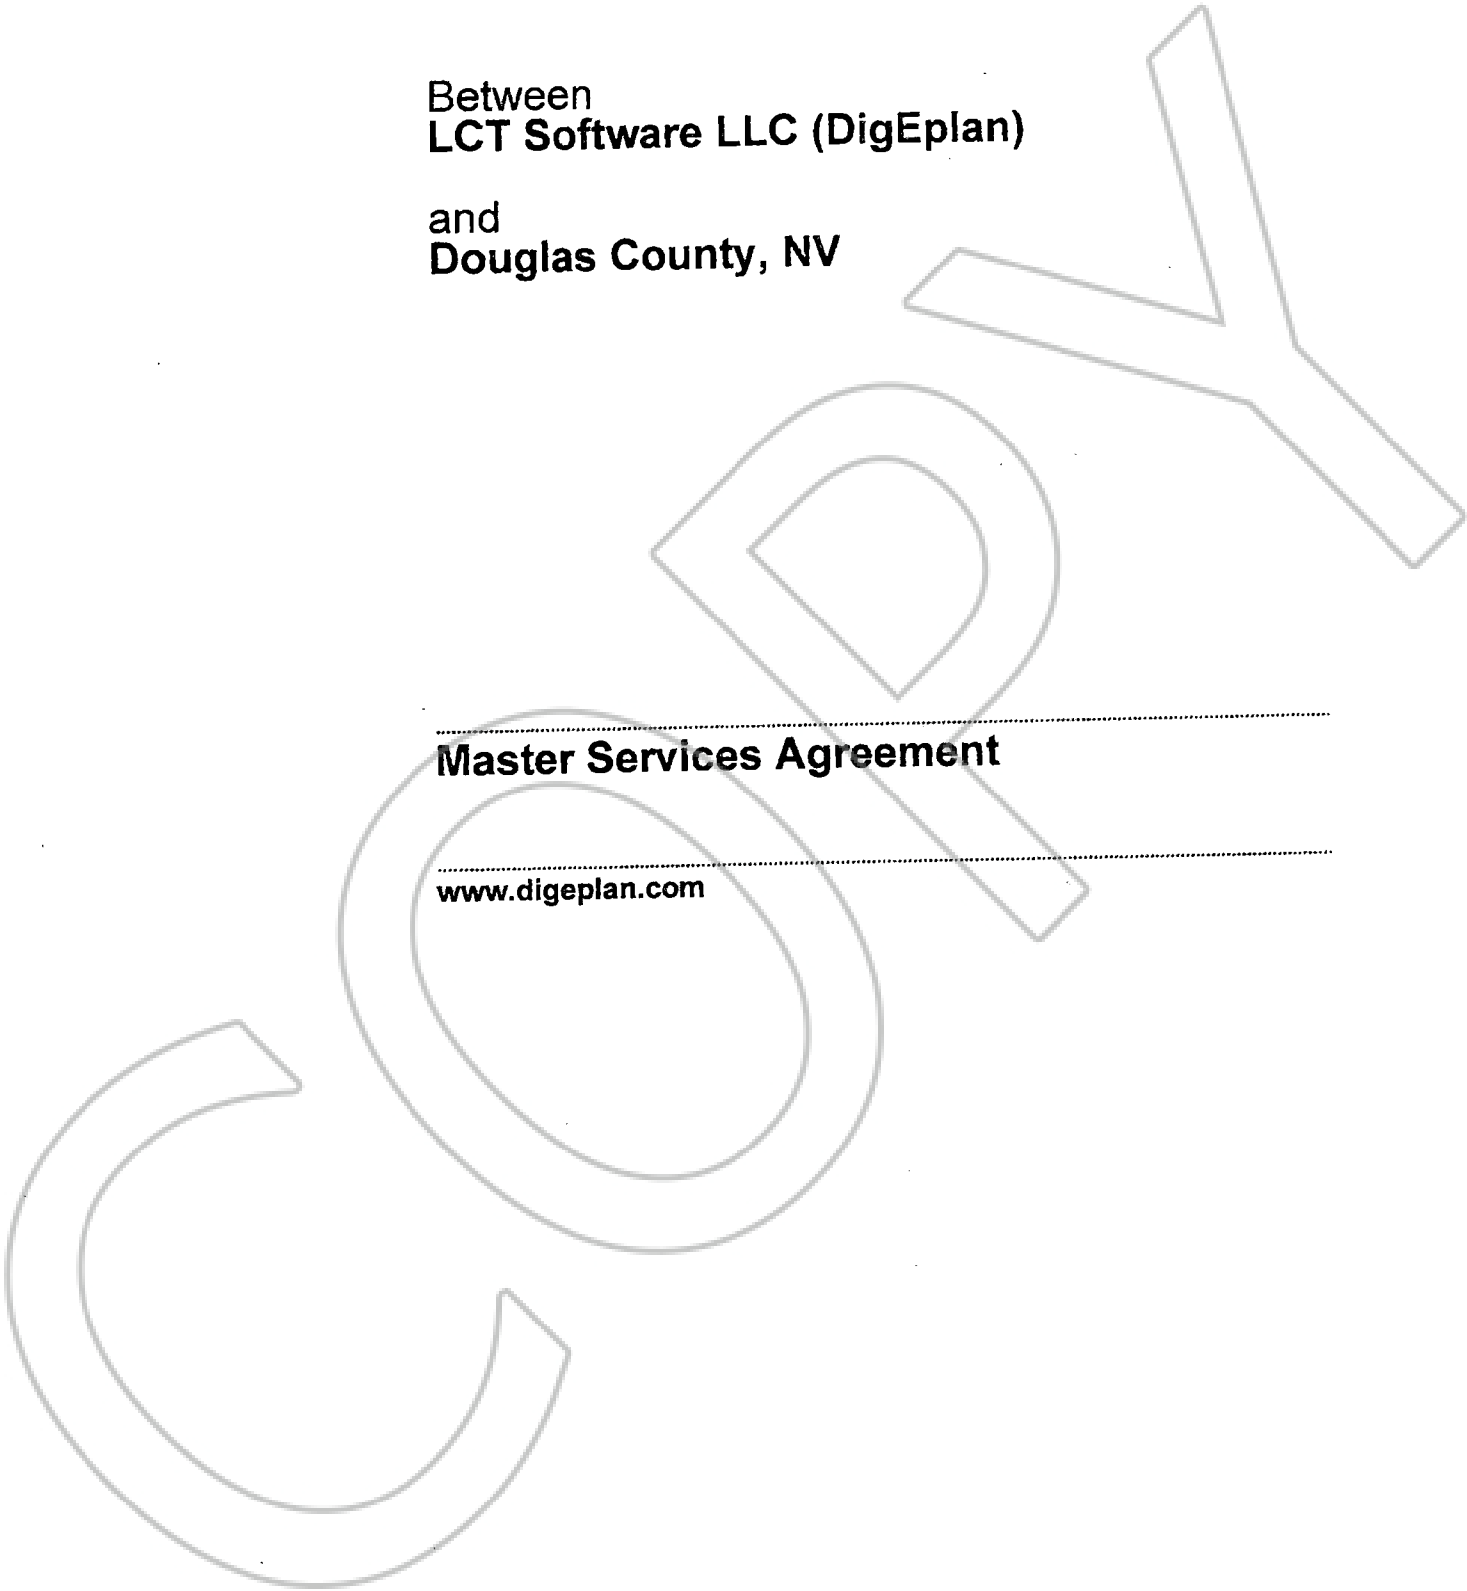 Between
LCT Software LLC (DigEplan)
and
Douglas County, NV
Master Services Agreement
www.digeplan.com
COPY